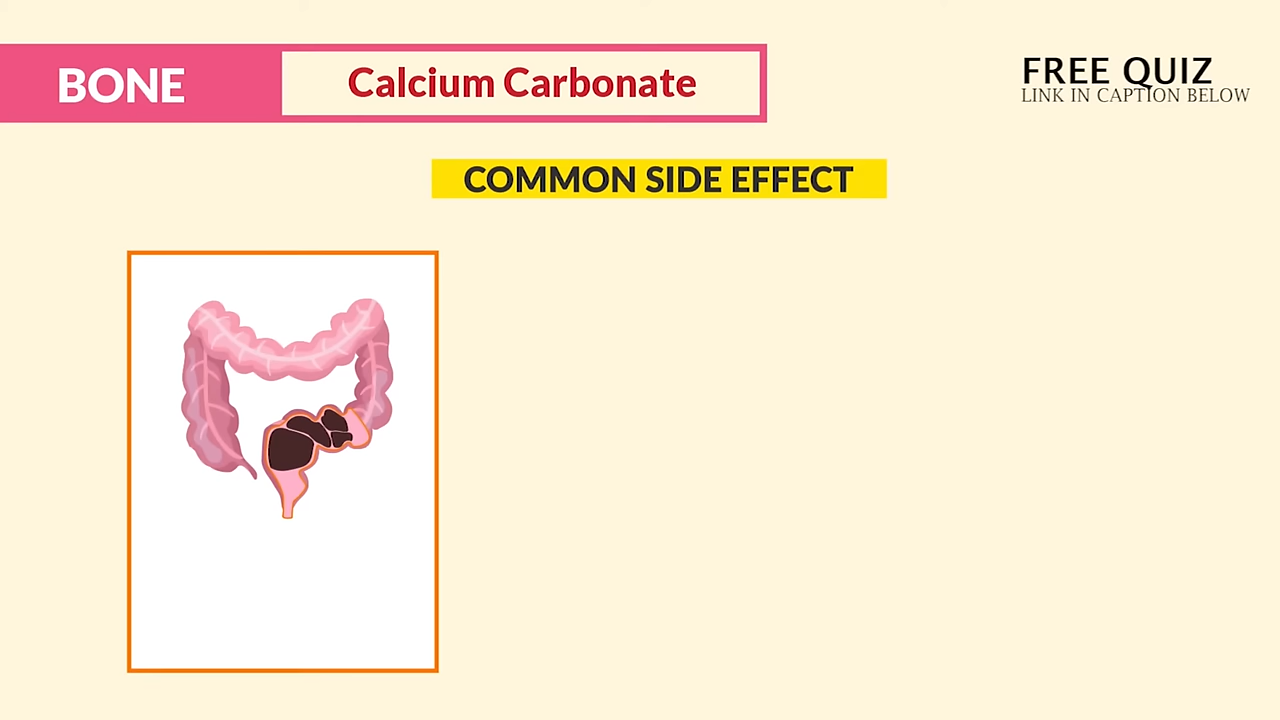 BONE
Calcium Carbonate
FREE QUIZ
LINK IN CAPTION BELOW
COMMON SIDE EFFECT